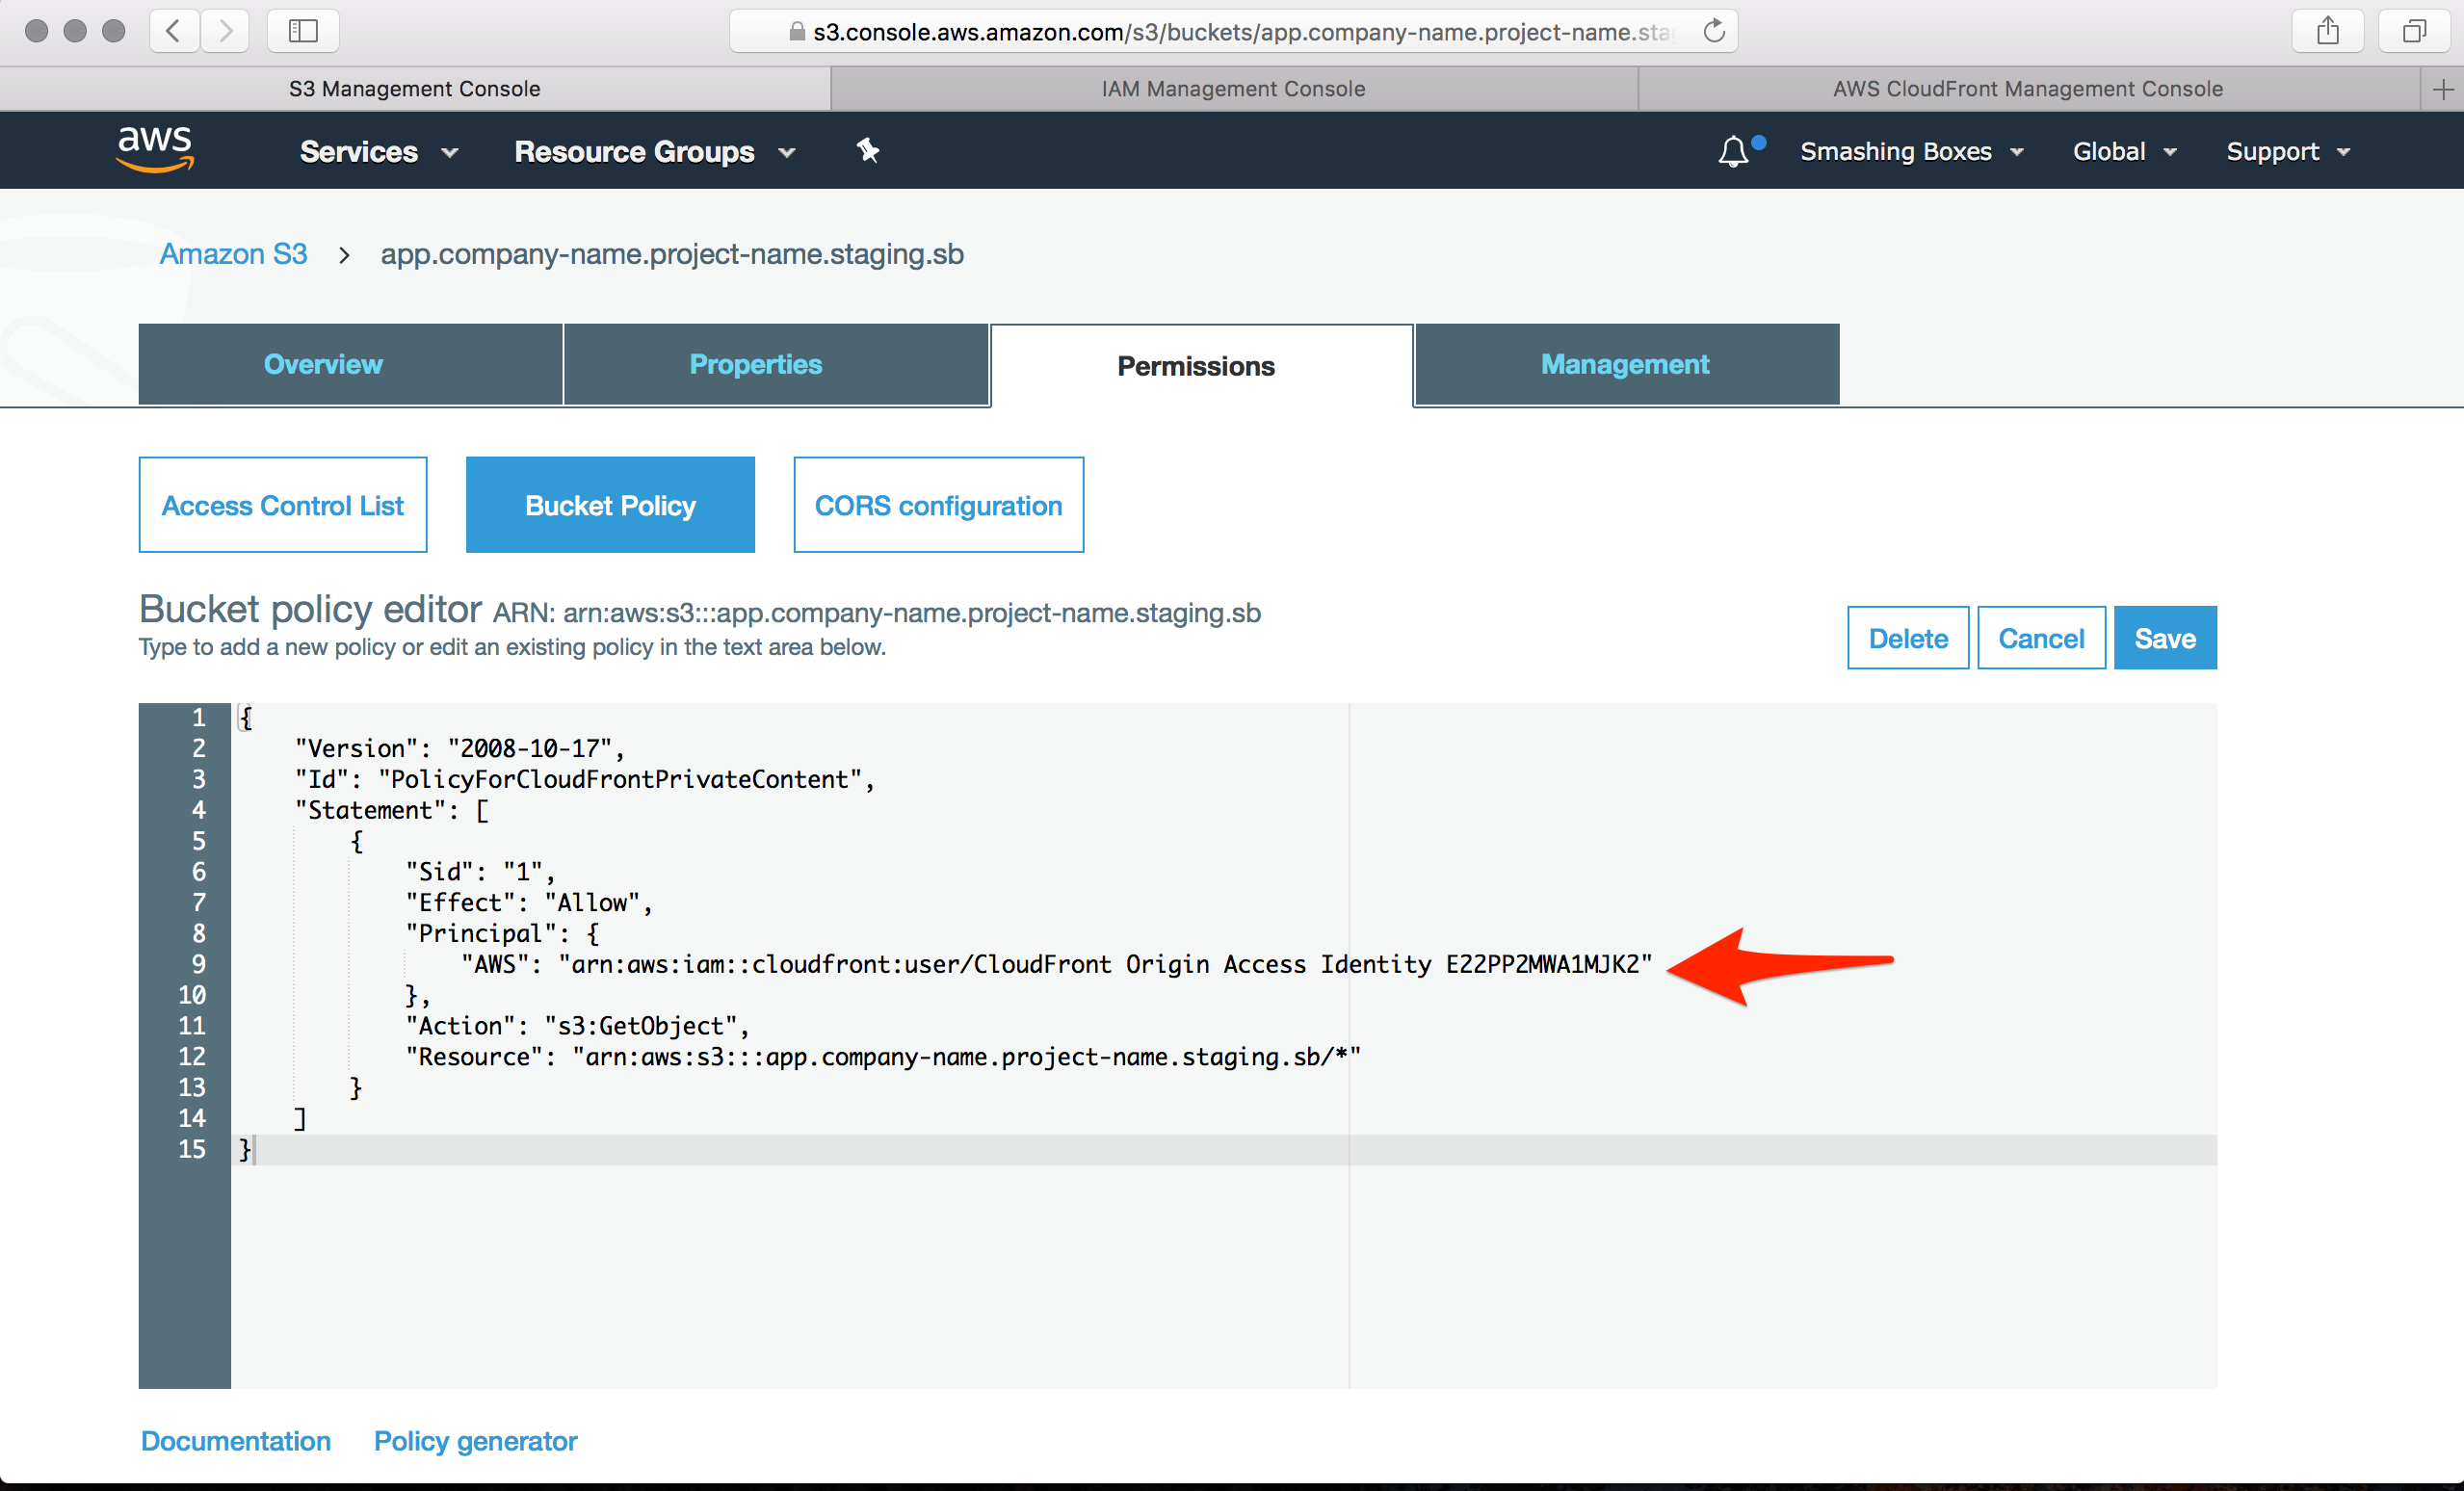 s3.console.aws.amazon.com/s3/buckets/app.company-name.project-name.sta
S3 Management Console
IAM Management Console
AWS CloudFront Management Console
aws
Services
Resource Groups
Smashing Boxes
Global
Support
Amazon S3 > app.company-name.project-name.staging.sb
Overview
Properties
Permissions
Management
Access Control List
Bucket Policy
CORS configuration
Bucket policy editor ARN: arn:aws:s3:::app.company-name.project-name.staging.sb
Type to add a new policy or edit an existing policy in the text area below.
Delete
Cancel
Save
1 {
2     "Version": "2008-10-17",
3     "Id": "PolicyForCloudFrontPrivateContent",
4     "Statement": [
5         {
6             "Sid": "1",
7             "Effect": "Allow",
8             "Principal": {
9                 "AWS": "arn:aws:iam::cloudfront:user/CloudFront Origin Access Identity E22PP2MWA1MJK2"
10             },
11             "Action": "s3:GetObject",
12             "Resource": "arn:aws:s3:::app.company-name.project-name.staging.sb/*"
13         }
14     ]
15 }
Documentation
Policy generator